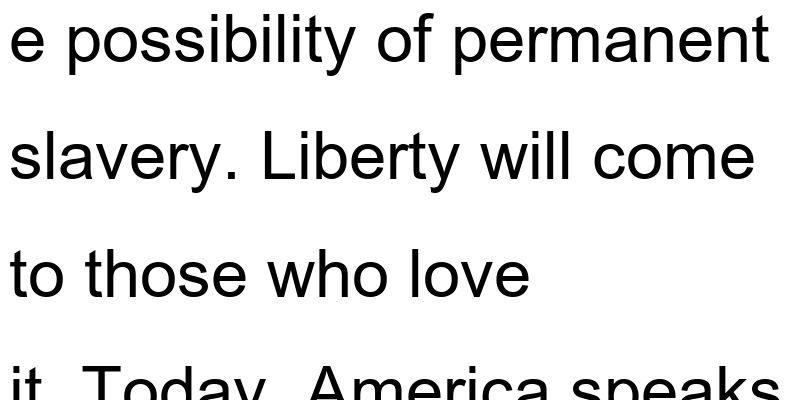 e possibility of permanent
slavery. Liberty will come
to those who love
it. Today, America speaks